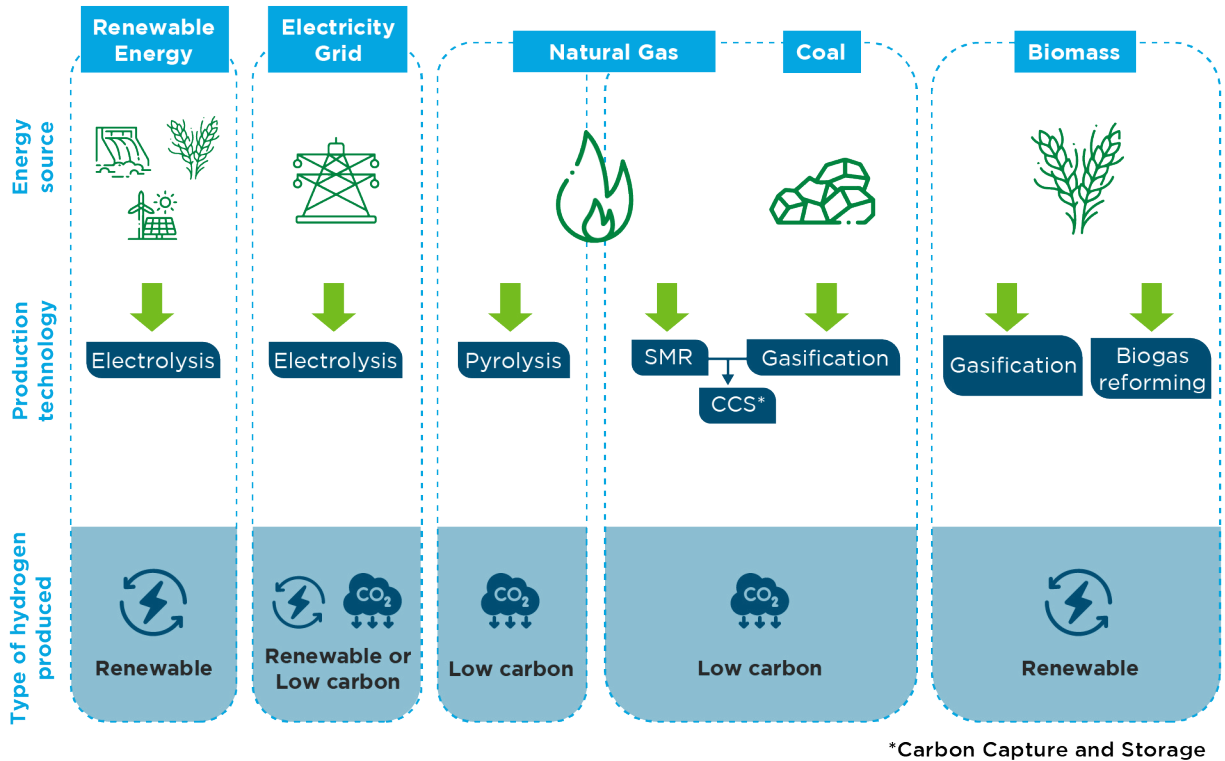 Renewable
Energy
Electricity
Grid
Natural Gas
Coal
Biomass
Energy
source
Production
technology
Electrolysis
Electrolysis
Pyrolysis
SMR
Gasification
CCS*
Gasification
Biogas
reforming
Type of hydrogen
produced
CO2
CO2
CO2
Renewable
Renewable or
Low carbon
Low carbon
Low carbon
Renewable
*Carbon Capture and Storage